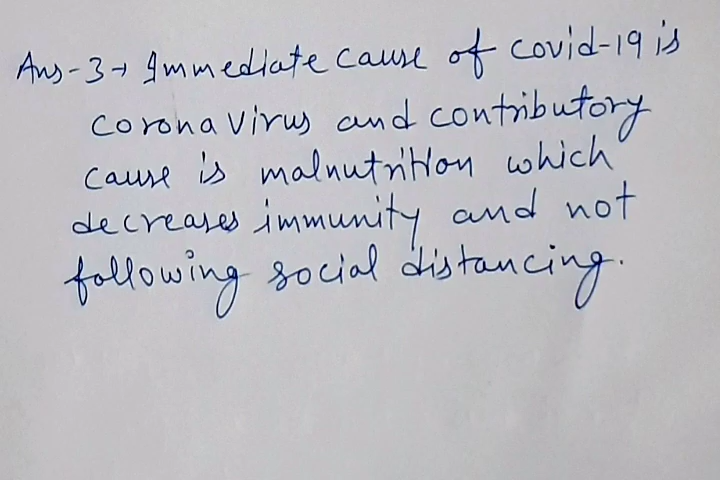 Ans-3→ Immediate cause of covid-19 is
corona virus and contributory
cause is malnutrition which
decreases immunity and not
following social distancing.